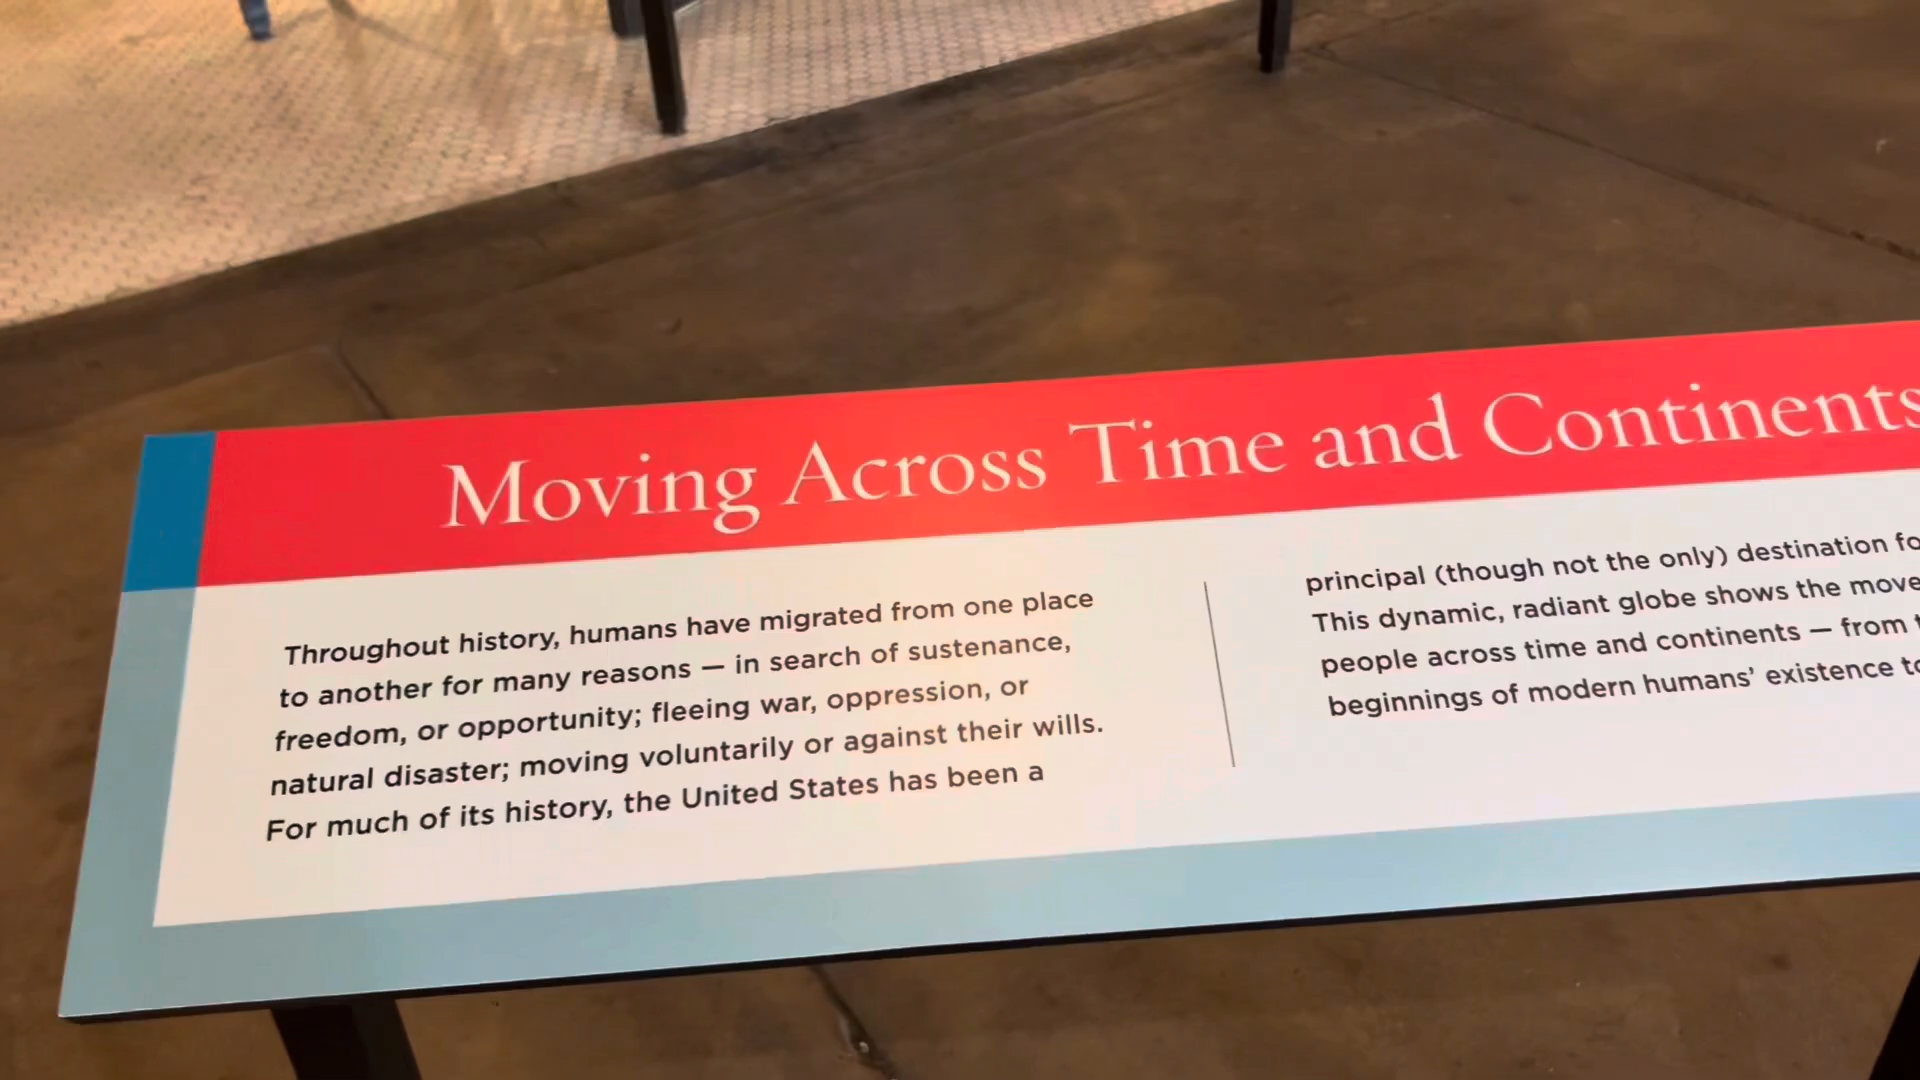 Moving Across Time and Continents
Throughout history, humans have migrated from one place
to another for many reasons — in search of sustenance,
freedom, or opportunity; fleeing war, oppression, or
natural disaster; moving voluntarily or against their wills.
For much of its history, the United States has been a
principal (though not the only) destination
This dynamic, radiant globe shows the
people across time and continents — from
beginnings of modern humans’ existence